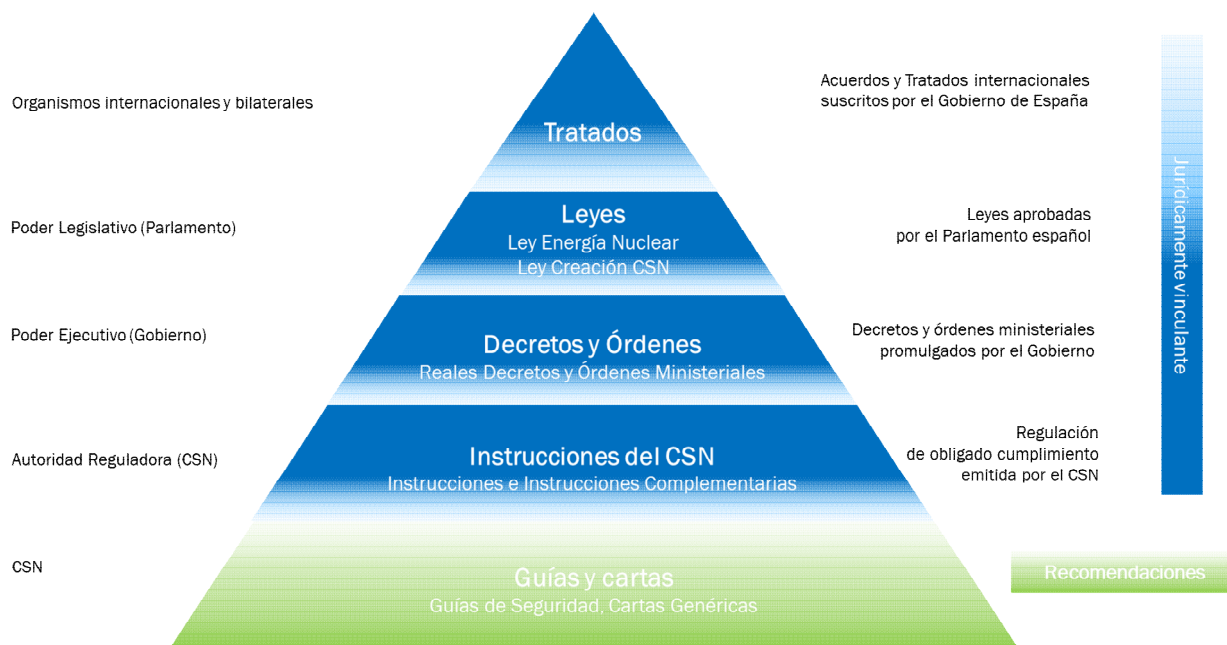 Organismos internacionales y bilaterales
Tratados
Acuerdos y Tratados internacionales
suscritos por el Gobierno de España
Poder Legislativo (Parlamento)
Leyes
Ley Energía Nuclear
Ley Creación CSN
Leyes aprobadas
por el Parlamento español
Poder Ejecutivo (Gobierno)
Decretos y Órdenes
Reales Decretos y Órdenes Ministeriales
Decretos y órdenes ministeriales
promulgados por el Gobierno
Autoridad Reguladora (CSN)
Instrucciones del CSN
Instrucciones e Instrucciones Complementarias
Regulación
de obligado cumplimiento
emitida por el CSN
Jurídicamente vinculante
CSN
Guías y cartas
Guías de Seguridad, Cartas Genéricas
Recomendaciones